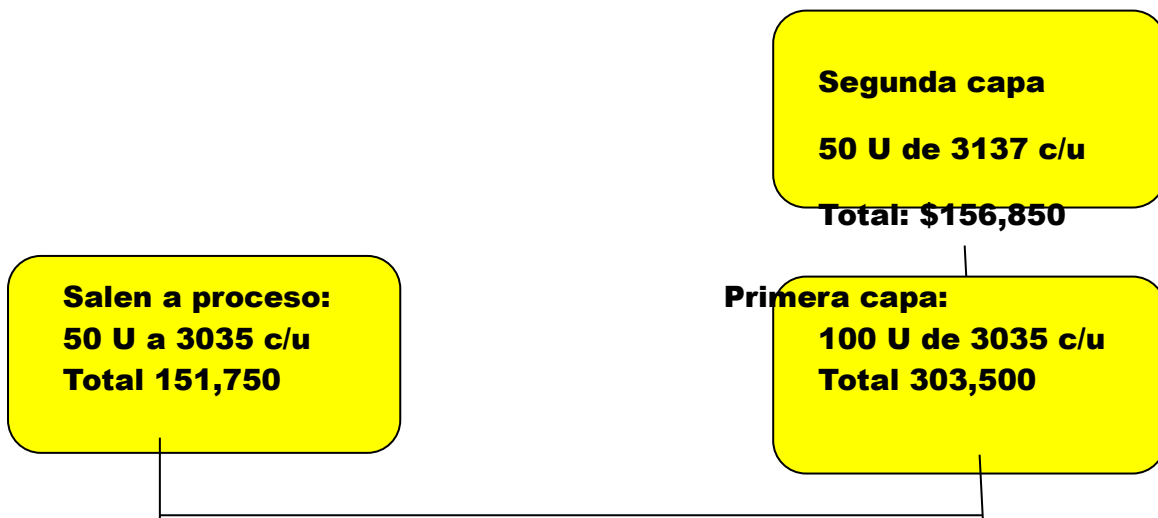 Segunda capa
50 U de 3137 c/u
Total: $156,850
Salen a proceso:
50 U a 3035 c/u
Total 151,750
Primera capa:
100 U de 3035 c/u
Total 303,500